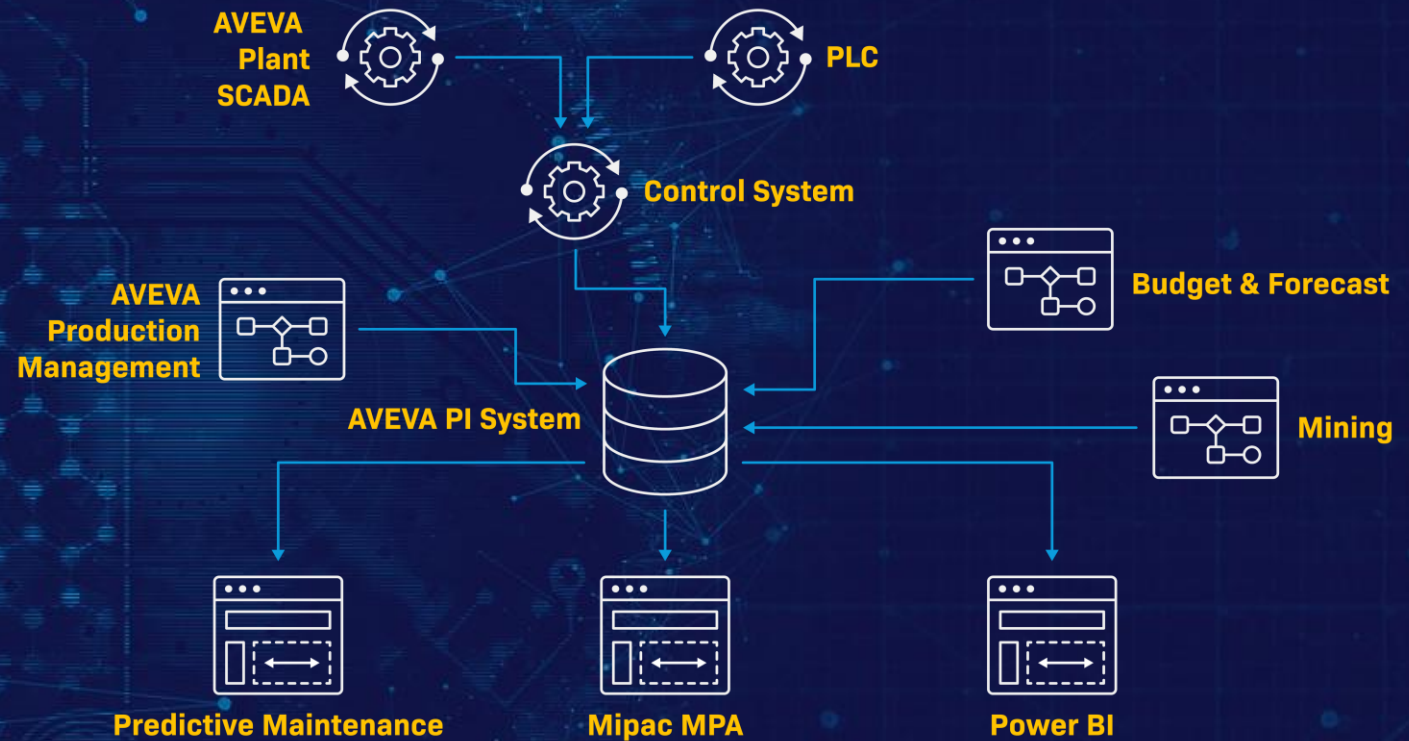 AVEVA
Plant
SCADA
PLC
Control System
Budget & Forecast
AVEVA
Production
Management
AVEVA PI System
Mining
Predictive Maintenance
Mipac MPA
Power BI